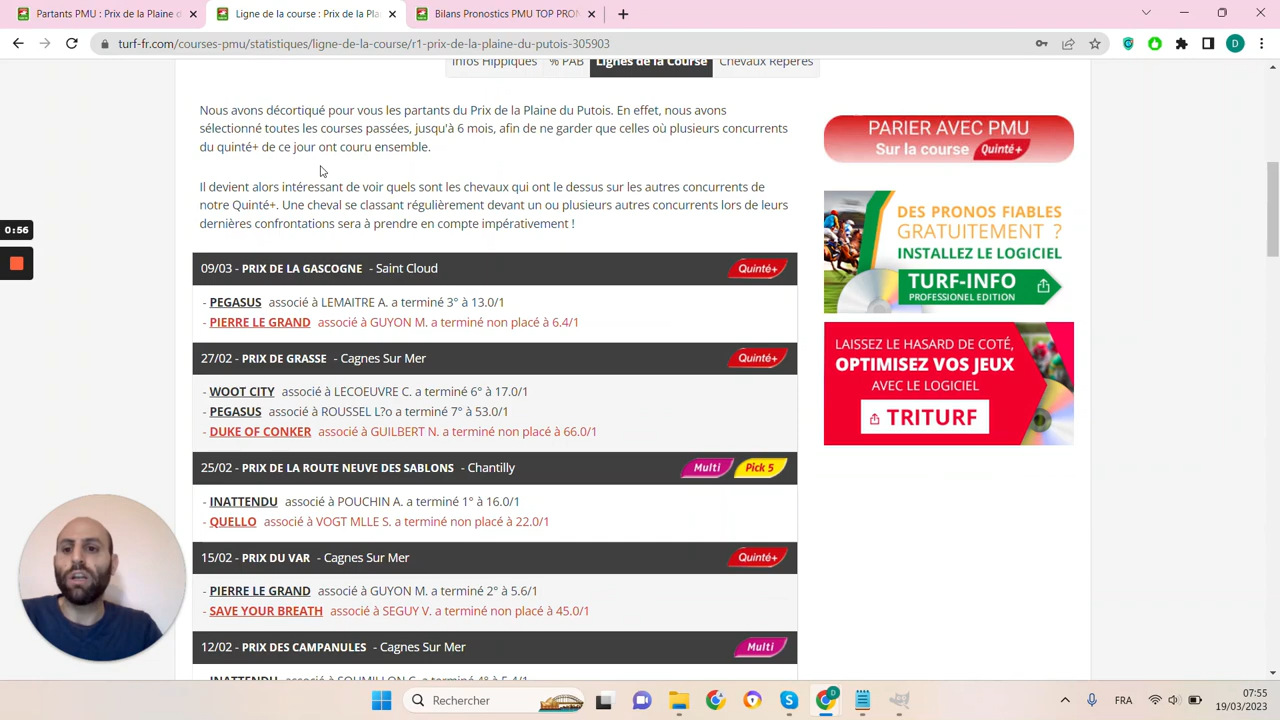 Partants PMU : Prix de la Plaine d
Ligne de la course : Prix de la Pla
Bilans Pronostics PMU TOP PRON
turf-fr.com/courses-pmu/statistiques/ligne-de-la-course/r1-prix-de-la-plaine-du-putois-305903
D
Infos Hippiques % PAB Lignes de la Course Chevaux Repères
Nous avons décortiqué pour vous les partants du Prix de la Plaine du Putois. En effet, nous avons
sélectionné toutes les courses passées, jusqu'à 6 mois, afin de ne garder que celles où plusieurs concurrents
du quinté+ de ce jour ont couru ensemble.
Il devient alors intéressant de voir quels sont les chevaux qui ont le dessus sur les autres concurrents de
notre Quinté+. Une cheval se classant régulièrement devant un ou plusieurs autres concurrents lors de leurs
dernières confrontations sera à prendre en compte impérativement !
0:56
09/03 - PRIX DE LA GASCOGNE - Saint Cloud Quinté+
- PEGASUS associé à LEMAITRE A. a terminé 3° à 13.0/1
- PIERRE LE GRAND associé à GUYON M. a terminé non placé à 6.4/1
27/02 - PRIX DE GRASSE - Cagnes Sur Mer Quinté+
- WOOT CITY associé à LECOEUVRE C. a terminé 6° à 17.0/1
- PEGASUS associé à ROUSSEL L?o a terminé 7° à 53.0/1
- DUKE OF CONKER associé à GUILBERT N. a terminé non placé à 66.0/1
25/02 - PRIX DE LA ROUTE NEUVE DES SABLONS - Chantilly Multi Pick 5
- INATTENDU associé à POUCHIN A. a terminé 1° à 16.0/1
- QUELLO associé à VOGT MLLE S. a terminé non placé à 22.0/1
15/02 - PRIX DU VAR - Cagnes Sur Mer Quinté+
- PIERRE LE GRAND associé à GUYON M. a terminé 2° à 5.6/1
- SAVE YOUR BREATH associé à SEGUY V. a terminé non placé à 45.0/1
12/02 - PRIX DES CAMPANULES - Cagnes Sur Mer Multi
- INATTENDU associé à SOUMILLON C. a terminé 4° à 5.4/1
PARIER AVEC PMU
Sur la course Quinté+
DES PRONOS FIABLES
GRATUITEMENT ?
INSTALLEZ LE LOGICIEL
TURF-INFO
PROFESSIONEL EDITION
LAISSEZ LE HASARD DE COTÉ,
OPTIMISEZ VOS JEUX
AVEC LE LOGICIEL
TRITURF
Rechercher
FRA
07:55
19/03/2023